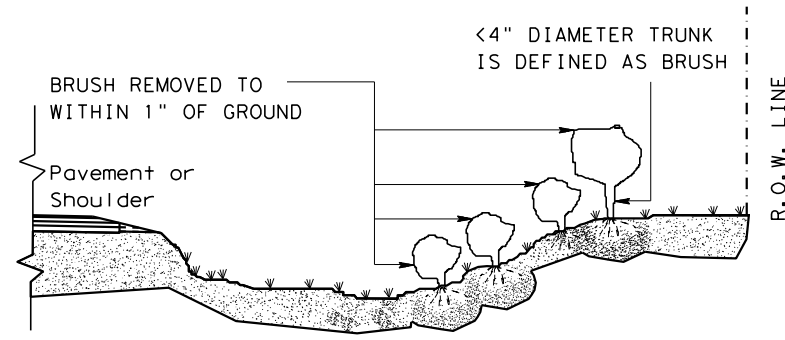 <4" DIAMETER TRUNK
IS DEFINED AS BRUSH
BRUSH REMOVED TO
WITHIN 1" OF GROUND
Pavement or
Shoulder
R.O.W. LINE